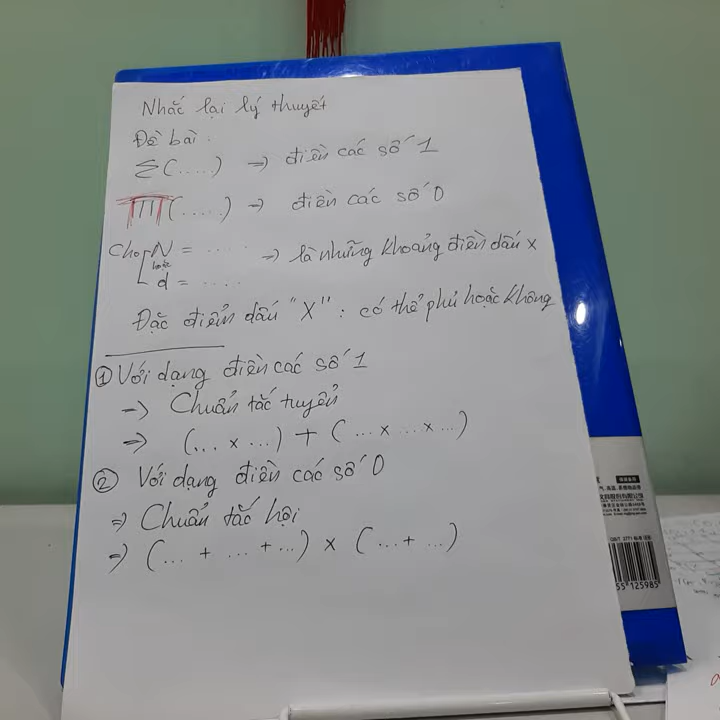 Nhắc lại lý thuyết
Đề bài :
Σ(.....) => điền các số 1
Π(.....) => điền các số 0
Cho N = ..... => là những khoảng điền dấu x
hoặc
d = ....
Đặc điểm dấu "X" : có thể phủ hoặc không
① Với dạng điền các số 1
=> Chuẩn tắc tuyển
=> (... x ...) + (... x ... x ...)
② Với dạng điền các số 0
=> Chuẩn tắc hội
=> (... + ... + ...) x (... + ...)
55"125985